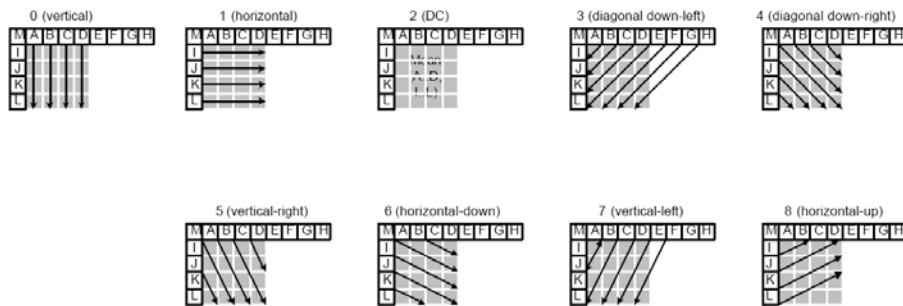 0 (vertical)
M A B C D E F G H
I
J
K
L
1 (horizontal)
M A B C D E F G H
I
J
K
L
2 (DC)
M A B C D E F G H
I
J
K
L
Mean
(A..D,
I..L)
3 (diagonal down-left)
M A B C D E F G H
I
J
K
L
4 (diagonal down-right)
M A B C D E F G H
I
J
K
L
5 (vertical-right)
M A B C D E F G H
I
J
K
L
6 (horizontal-down)
M A B C D E F G H
I
J
K
L
7 (vertical-left)
M A B C D E F G H
I
J
K
L
8 (horizontal-up)
M A B C D E F G H
I
J
K
L